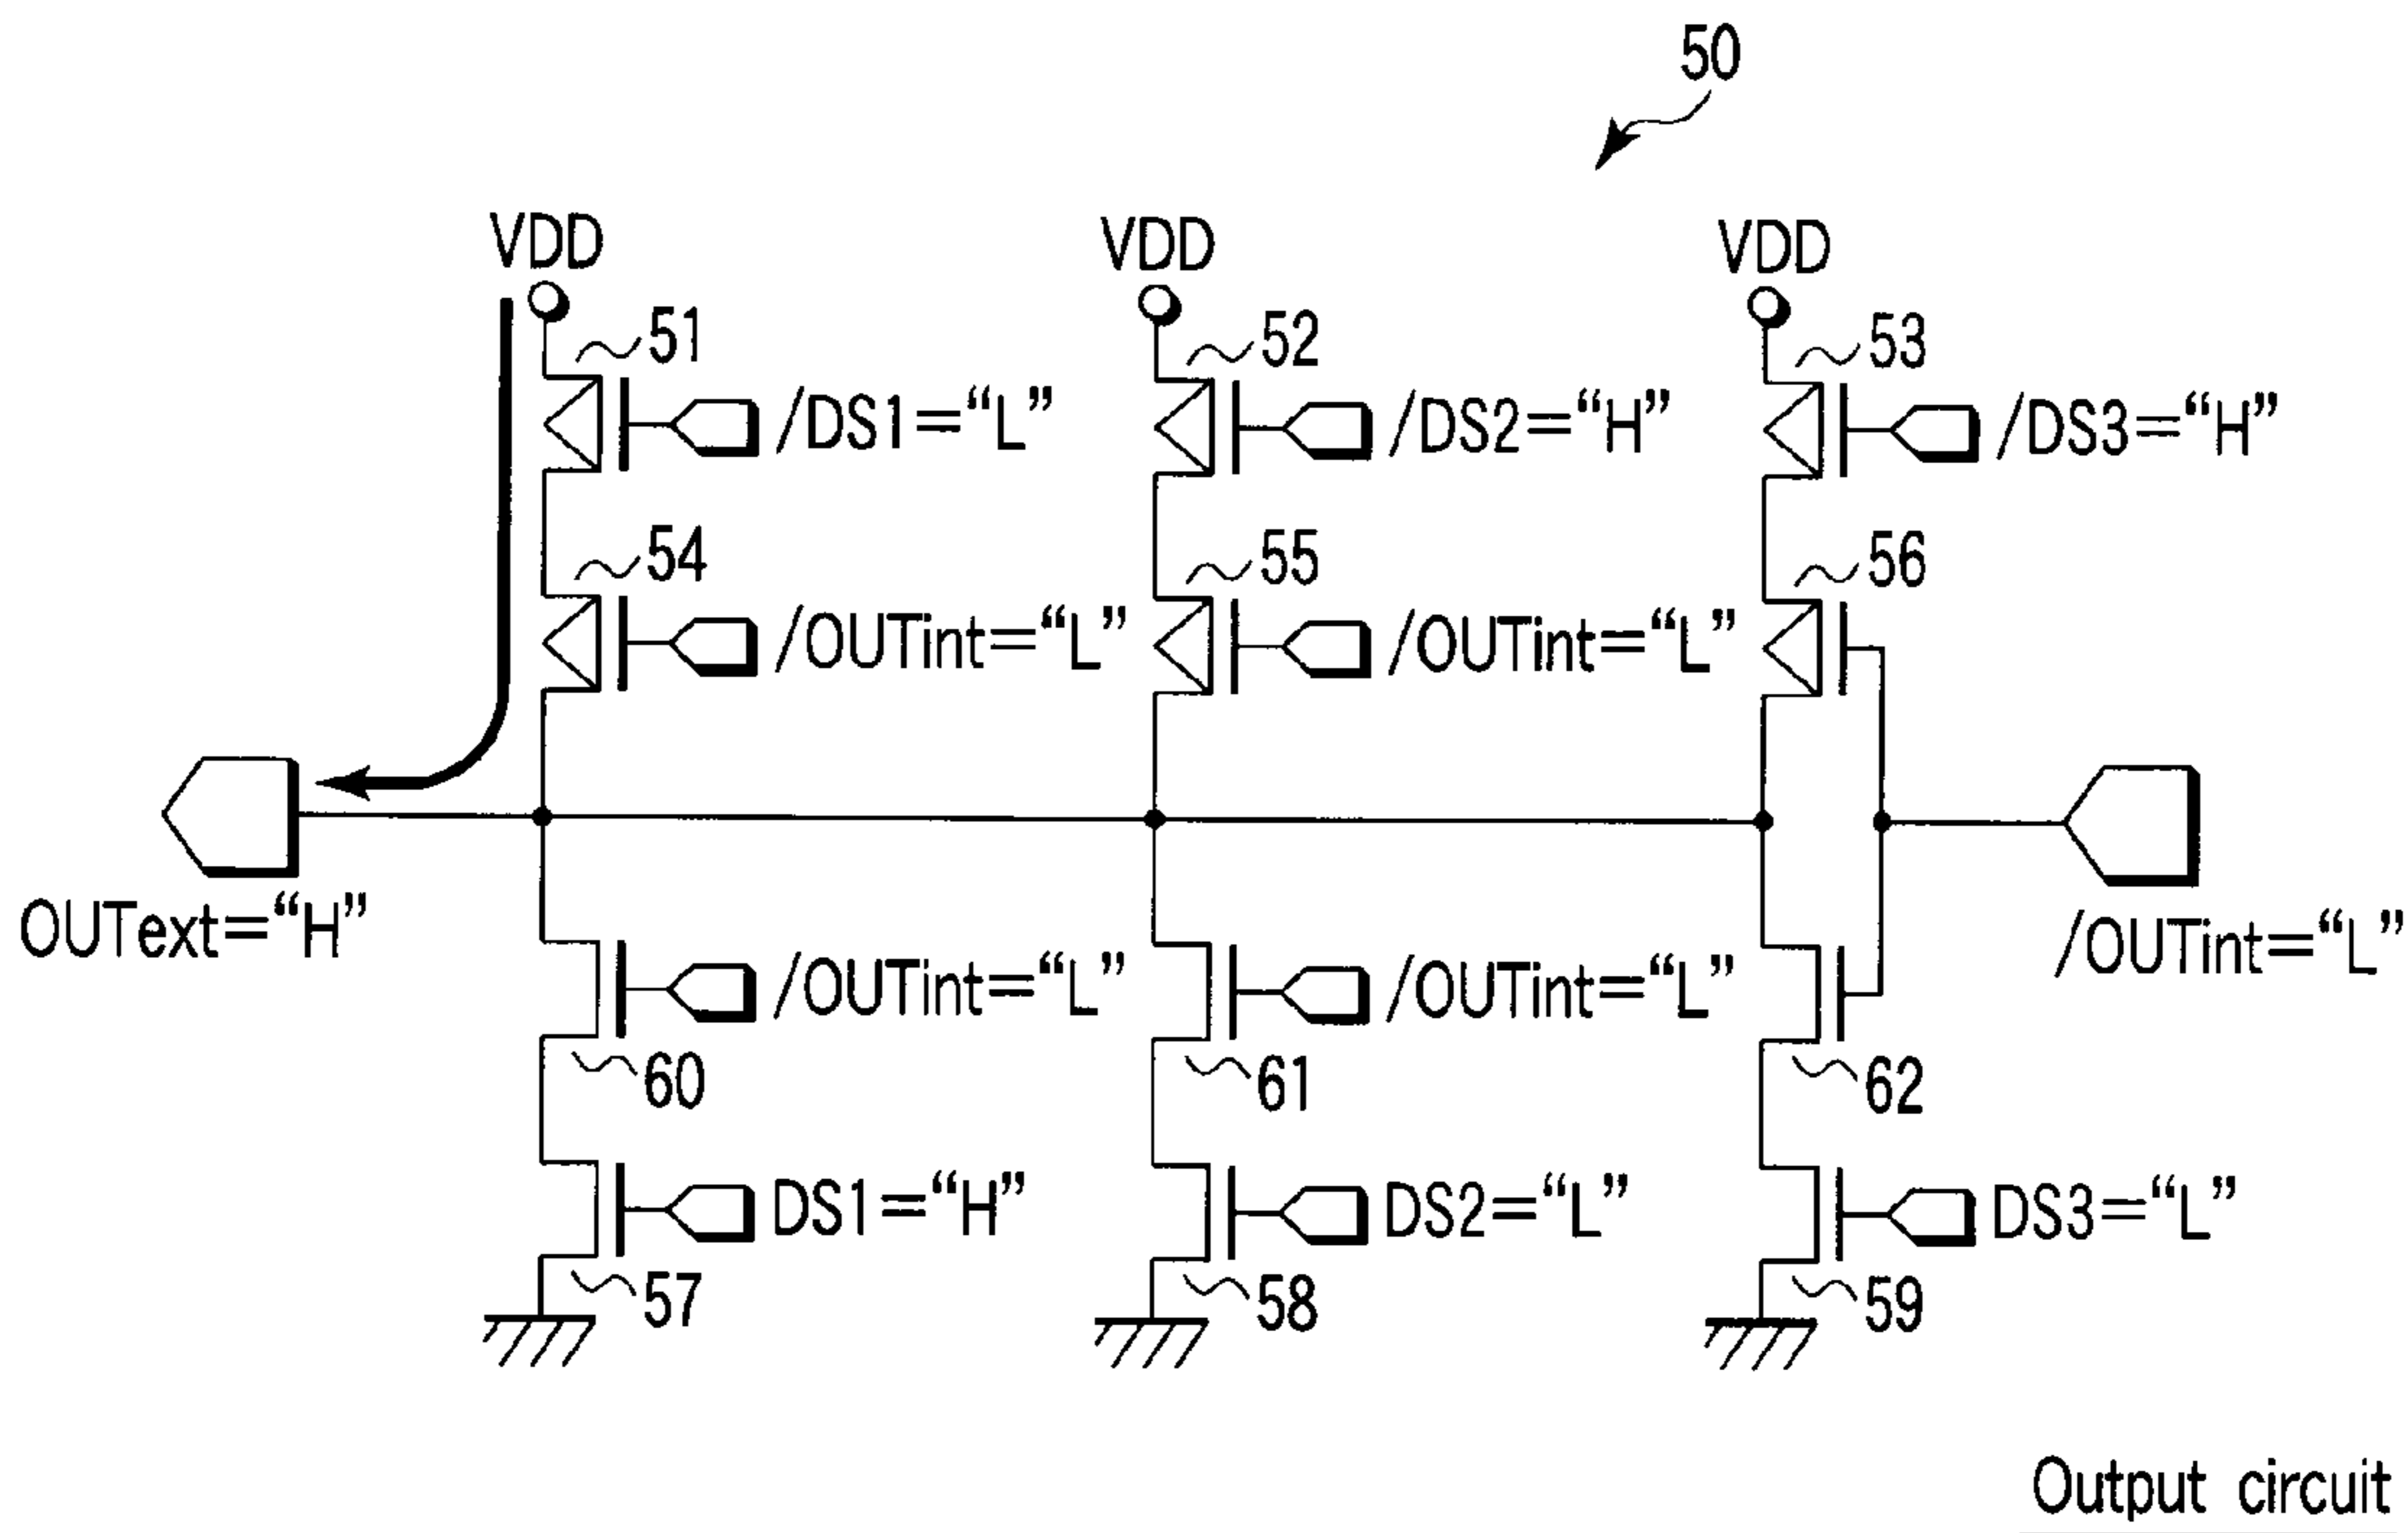 50
VDD VDD VDD
51 52 53
/DS1=“L” /DS2=“H” /DS3=“H”
54 55 56
/OUTint=“L” /OUTint=“L”
OUText=“H” /OUTint=“L”
/OUTint=“L” /OUTint=“L”
60 61 62
DS1=“H” DS2=“L” DS3=“L”
57 58 59
Output circuit